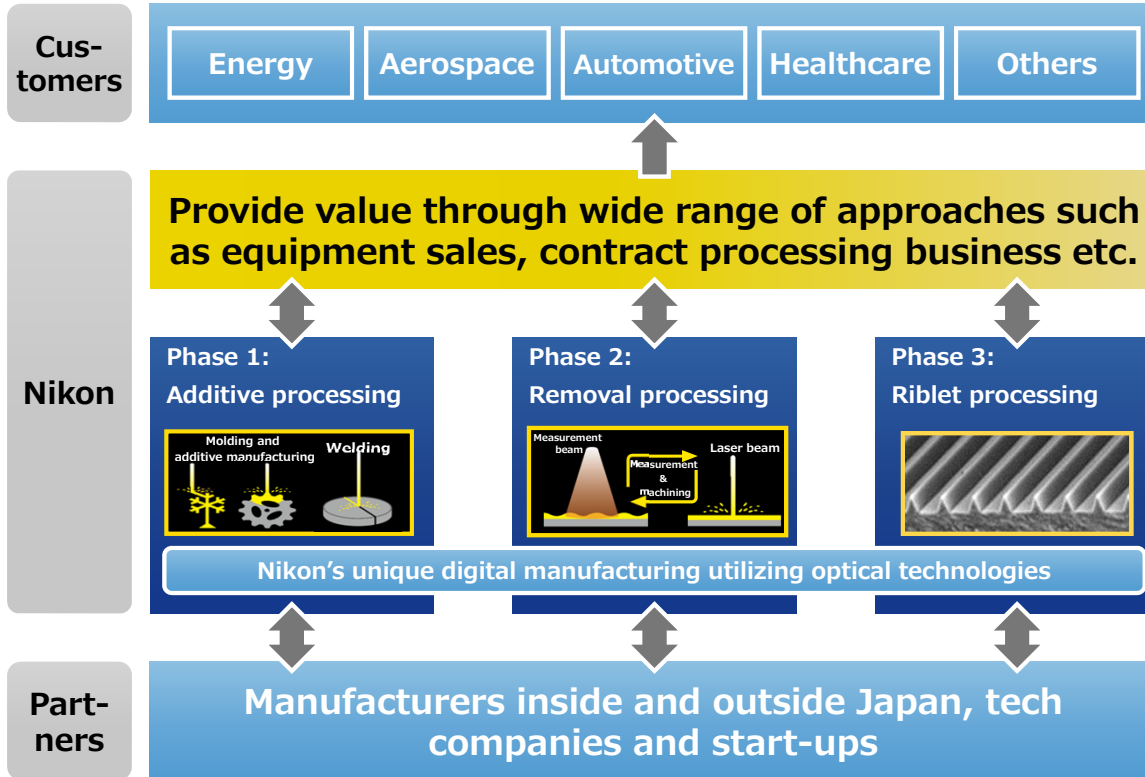 Cus-
tomers
Energy
Aerospace
Automotive
Healthcare
Others
Nikon
Provide value through wide range of approaches such
as equipment sales, contract processing business etc.
Phase 1:
Additive processing
Molding and
additive manufacturing
Welding
Phase 2:
Removal processing
Measurement
beam
Measurement
&
machining
Laser beam
Phase 3:
Riblet processing
Nikon’s unique digital manufacturing utilizing optical technologies
Part-
ners
Manufacturers inside and outside Japan, tech
companies and start-ups